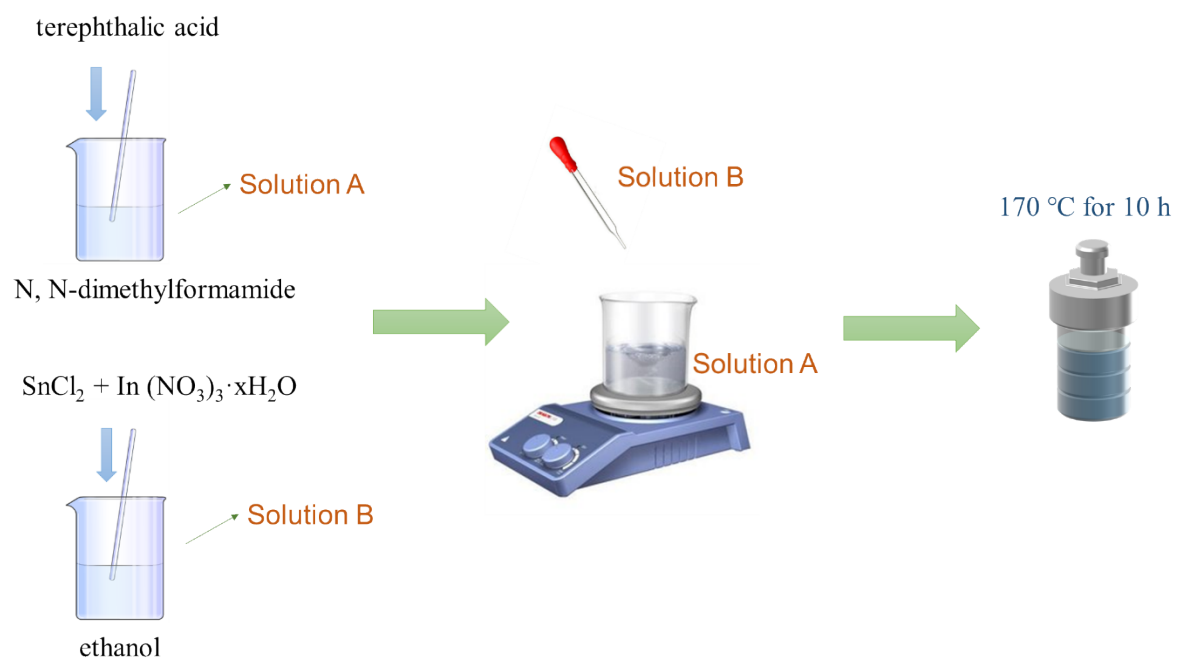 terephthalic acid
Solution A
N, N-dimethylformamide
SnCl₂ + In (NO₃)₃·xH₂O
Solution B
ethanol
Solution B
Solution A
170 °C for 10 h